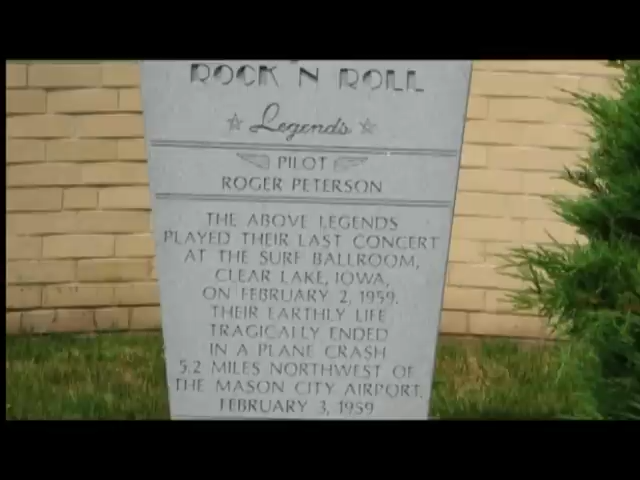 ROCK 'N ROLL
Legends
PILOT
ROGER PETERSON
THE ABOVE LEGENDS
PLAYED THEIR LAST CONCERT
AT THE SURF BALLROOM,
CLEAR LAKE, IOWA,
ON FEBRUARY 2, 1959.
THEIR EARTHLY LIFE
TRAGICALLY ENDED
IN A PLANE CRASH
5.2 MILES NORTHWEST OF
THE MASON CITY AIRPORT,
FEBRUARY 3, 1959